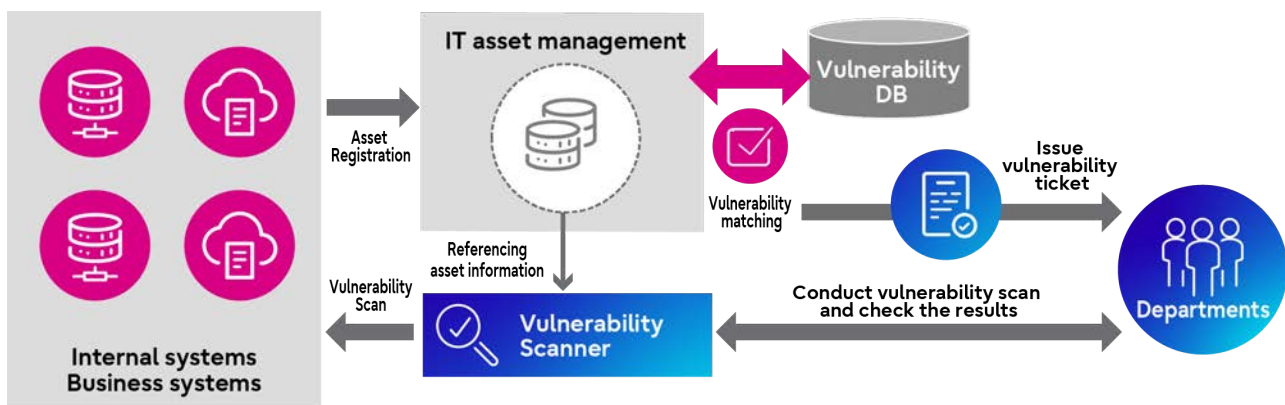 IT asset management
Vulnerability
DB
Asset
Registration
Vulnerability
matching
Issue
vulnerability
ticket
Referencing
asset information
Vulnerability
Scan
Vulnerability
Scanner
Conduct vulnerability scan
and check the results
Departments
Internal systems
Business systems